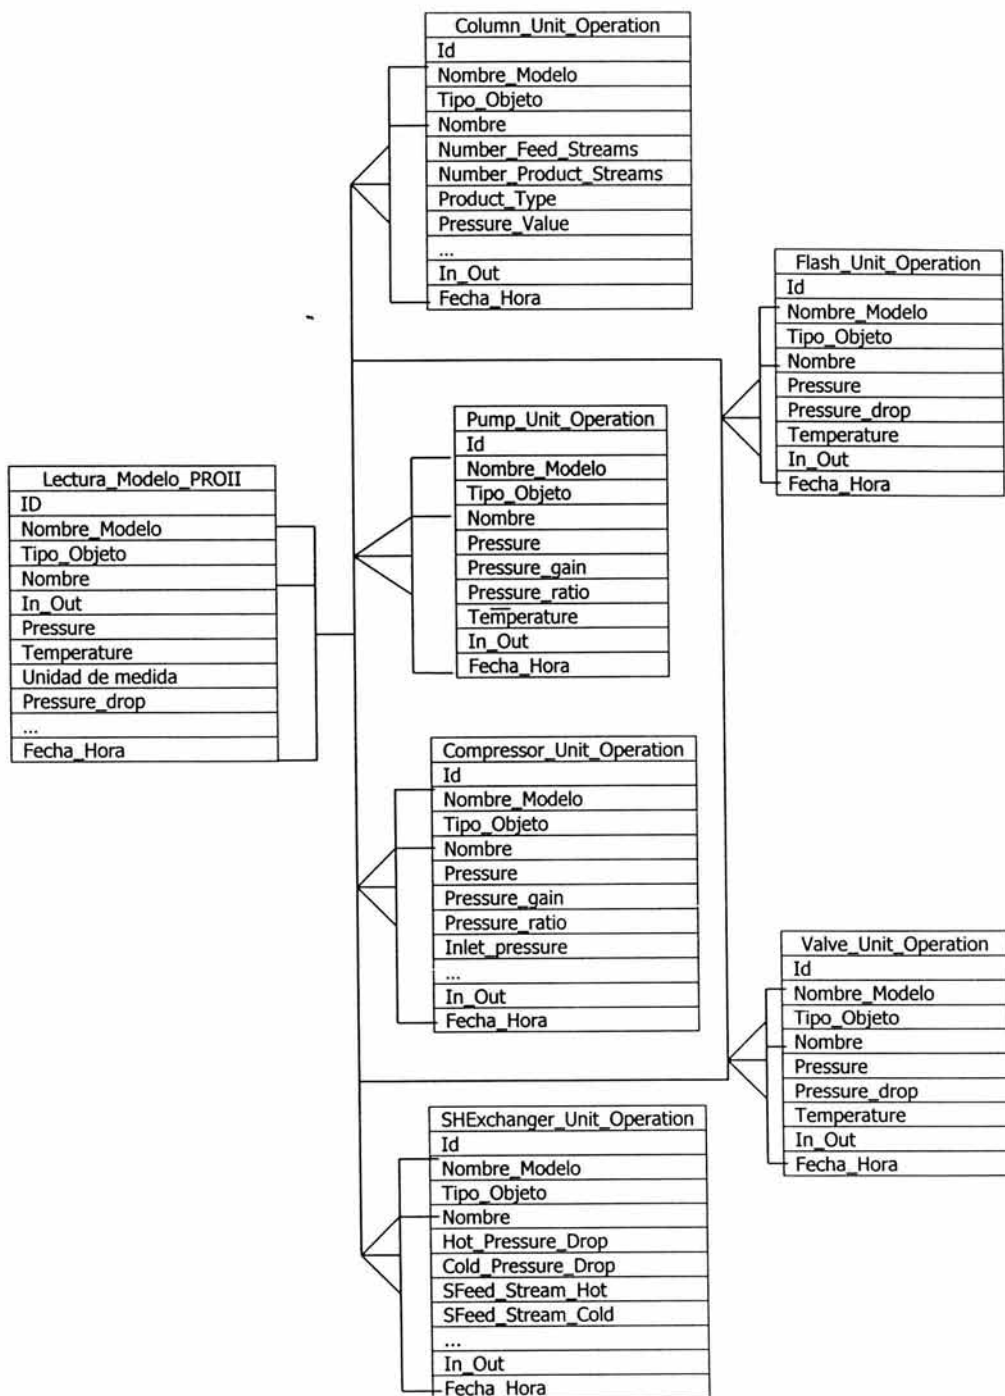 Column_Unit_Operation
Id
Nombre_Modelo
Tipo_Objeto
Nombre
Number_Feed_Streams
Number_Product_Streams
Product_Type
Pressure_Value
...
In_Out
Fecha_Hora
Flash_Unit_Operation
Id
Nombre_Modelo
Tipo_Objeto
Nombre
Pressure
Pressure_drop
Temperature
In_Out
Fecha_Hora
Pump_Unit_Operation
Id
Nombre_Modelo
Tipo_Objeto
Nombre
Pressure
Pressure_gain
Pressure_ratio
Temperature
In_Out
Fecha_Hora
Lectura_Modelo_PROII
ID
Nombre_Modelo
Tipo_Objeto
Nombre
In_Out
Pressure
Temperature
Unidad de medida
Pressure_drop
...
Fecha_Hora
Compressor_Unit_Operation
Id
Nombre_Modelo
Tipo_Objeto
Nombre
Pressure
Pressure_gain
Pressure_ratio
Inlet_pressure
...
In_Out
Fecha_Hora
Valve_Unit_Operation
Id
Nombre_Modelo
Tipo_Objeto
Nombre
Pressure
Pressure_drop
Temperature
In_Out
Fecha_Hora
SHExchanger_Unit_Operation
Id
Nombre_Modelo
Tipo_Objeto
Nombre
Hot_Pressure_Drop
Cold_Pressure_Drop
SFeed_Stream_Hot
SFeed_Stream_Cold
...
In_Out
Fecha_Hora